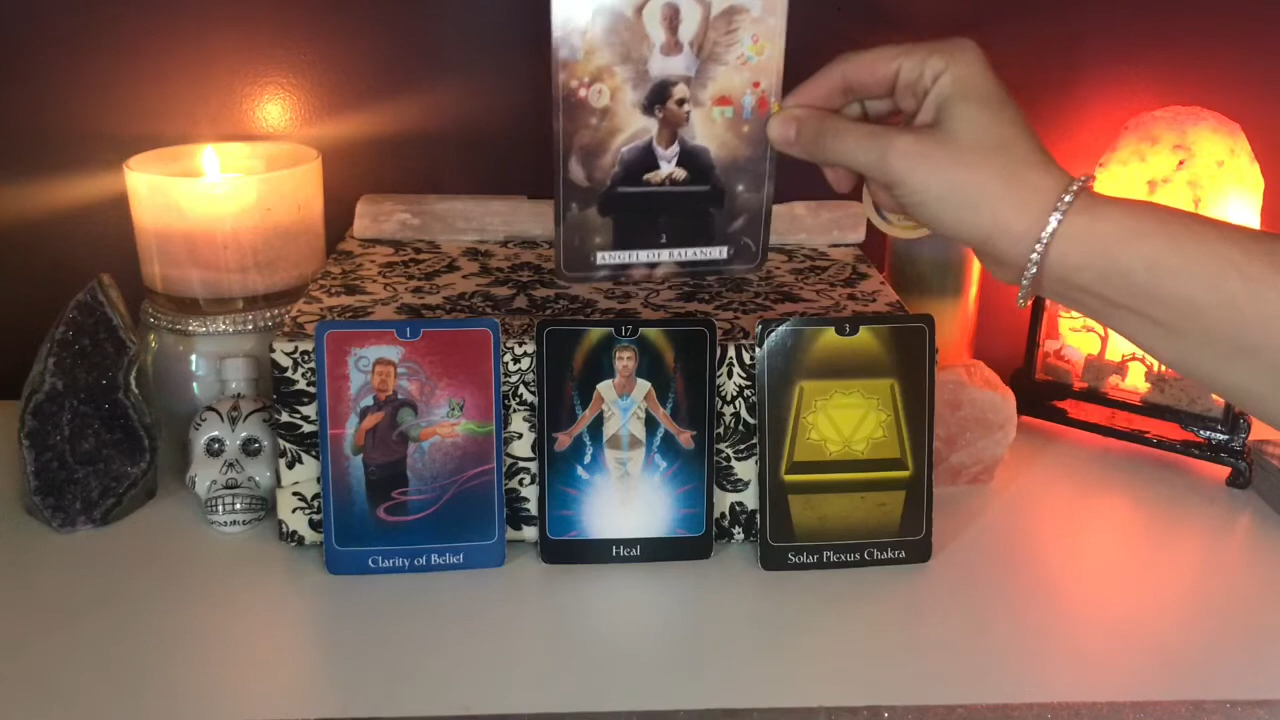 2
ANGEL OF BALANCE
1
Clarity of Belief
17
Heal
3
Solar Plexus Chakra